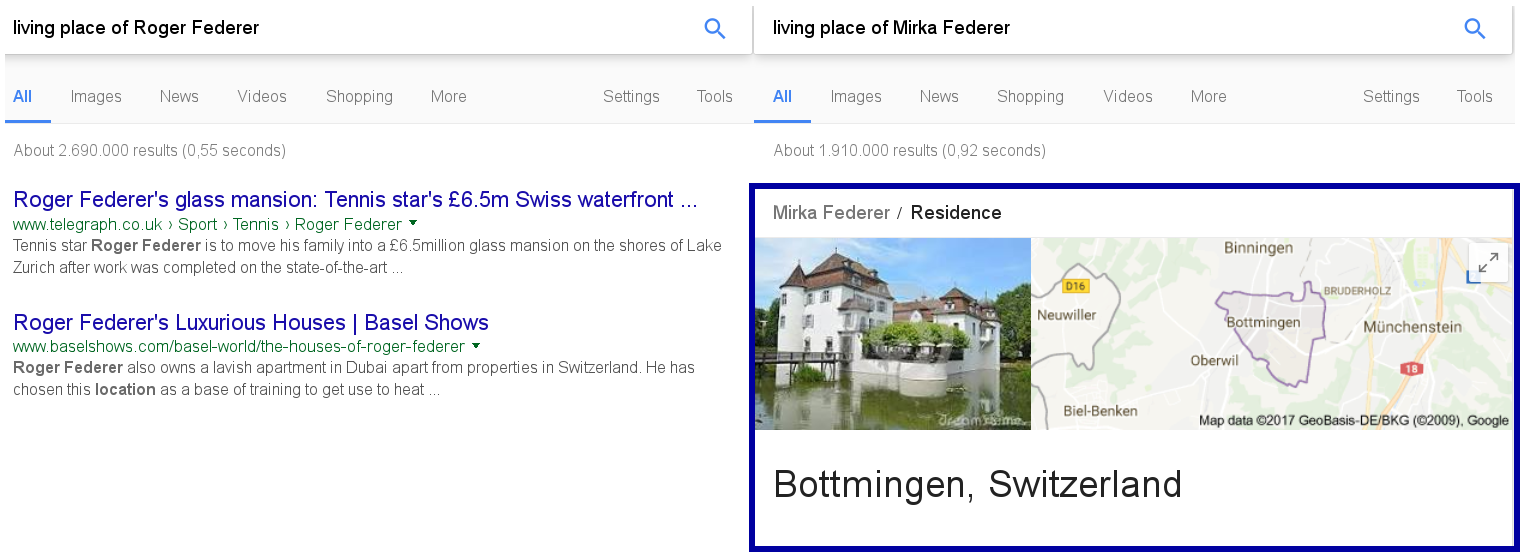 living place of Roger Federer
All Images News Videos Shopping More Settings Tools
About 2.690.000 results (0,55 seconds)
Roger Federer's glass mansion: Tennis star's £6.5m Swiss waterfront ...
www.telegraph.co.uk › Sport › Tennis › Roger Federer
Tennis star Roger Federer is to move his family into a £6.5million glass mansion on the shores of Lake
Zurich after work was completed on the state-of-the-art ...
Roger Federer's Luxurious Houses | Basel Shows
www.baselshows.com/basel-world/the-houses-of-roger-federer
Roger Federer also owns a lavish apartment in Dubai apart from properties in Switzerland. He has
chosen this location as a base of training to get use to heat ...
living place of Mirka Federer
All Images News Shopping Videos More Settings Tools
About 1.910.000 results (0,92 seconds)
Mirka Federer / Residence
dreamstime.
Binningen
D16
BRUDERHOLZ
Neuwiller
Bottmingen
Münchenstein
Oberwil
18
Biel-Benken
Map data ©2017 GeoBasis-DE/BKG (©2009), Google
Bottmingen, Switzerland